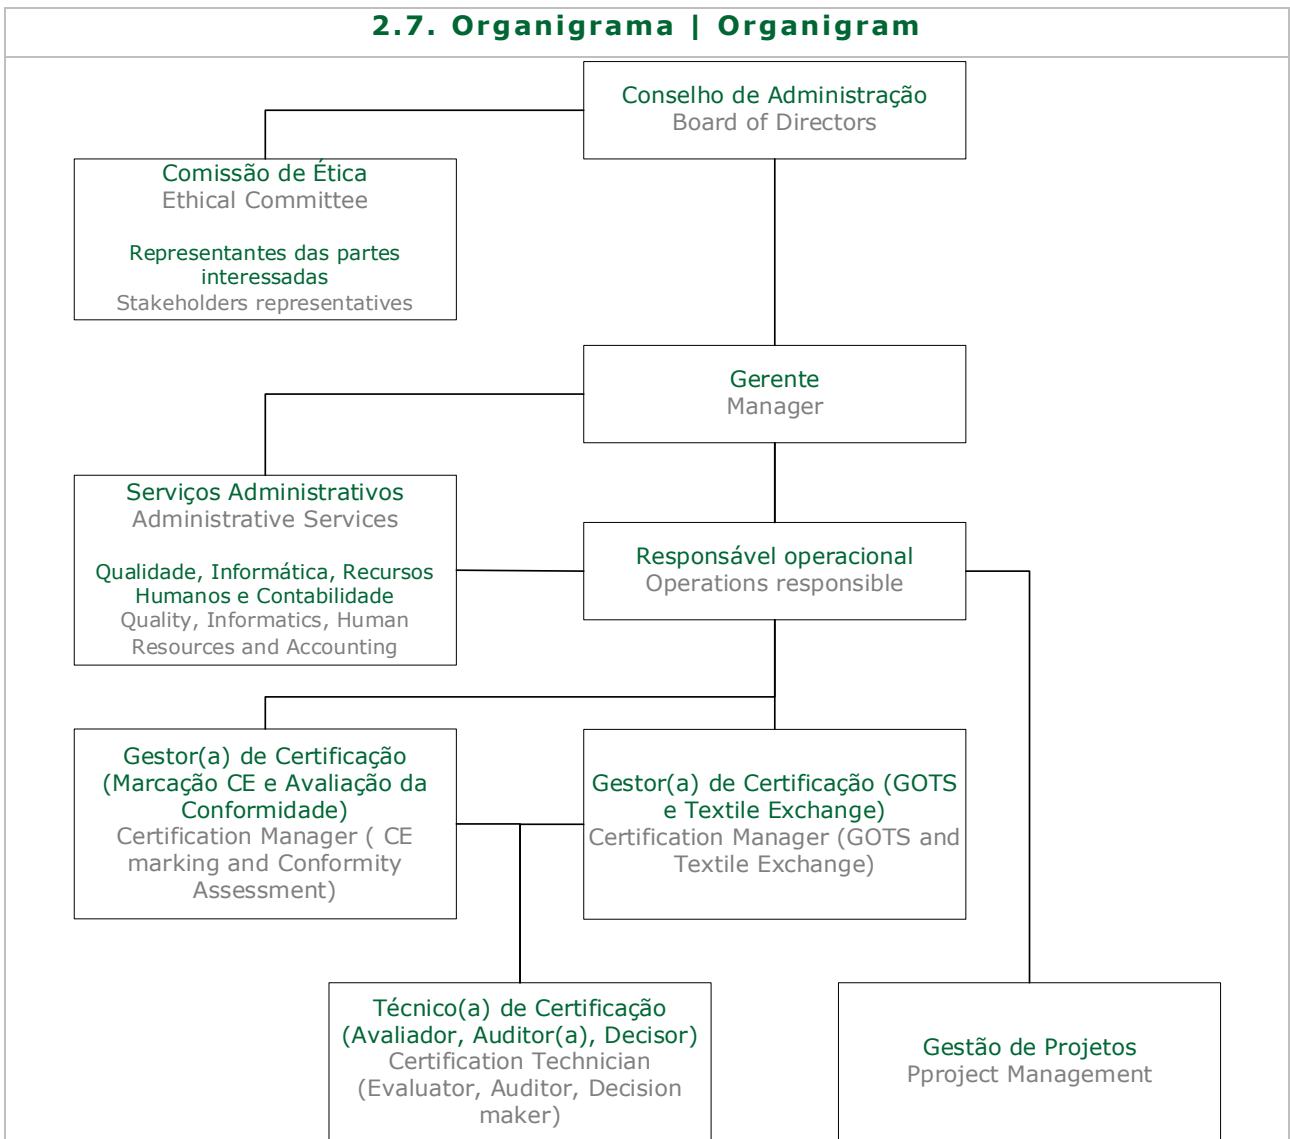 2.7. Organigrama | Organigram
Conselho de Administração
Board of Directors
Comissão de Ética
Ethical Committee
Representantes das partes
interessadas
Stakeholders representatives
Gerente
Manager
Serviços Administrativos
Administrative Services
Qualidade, Informática, Recursos
Humanos e Contabilidade
Quality, Informatics, Human
Resources and Accounting
Responsável operacional
Operations responsible
Gestor(a) de Certificação
(Marcação CE e Avaliação da
Conformidade)
Certification Manager ( CE
marking and Conformity
Assessment)
Gestor(a) de Certificação (GOTS
e Textile Exchange)
Certification Manager (GOTS and
Textile Exchange)
Técnico(a) de Certificação
(Avaliador, Auditor(a), Decisor)
Certification Technician
(Evaluator, Auditor, Decision
maker)
Gestão de Projetos
Pproject Management